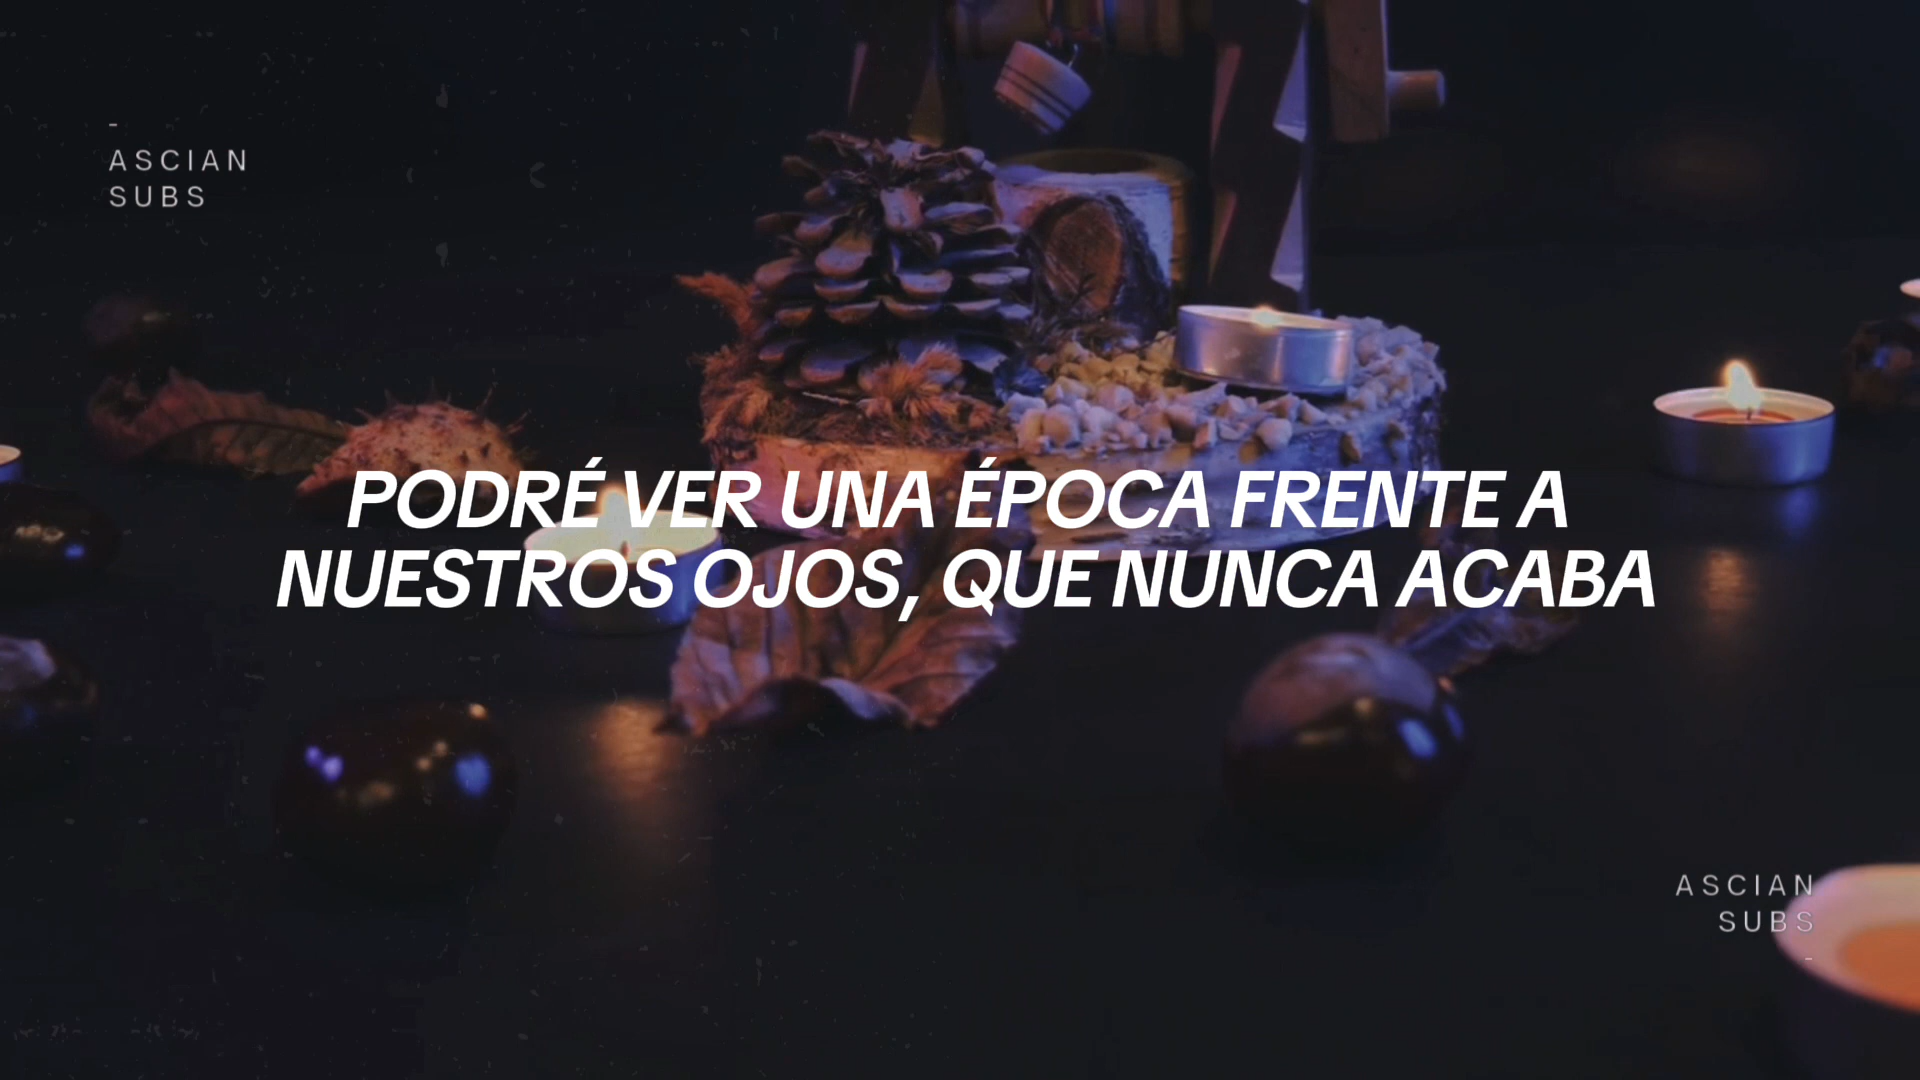 -
ASCIAN
SUBS
PODRÉ VER UNA ÉPOCA FRENTE A
NUESTROS OJOS, QUE NUNCA ACABA
ASCIAN
SUBS
-